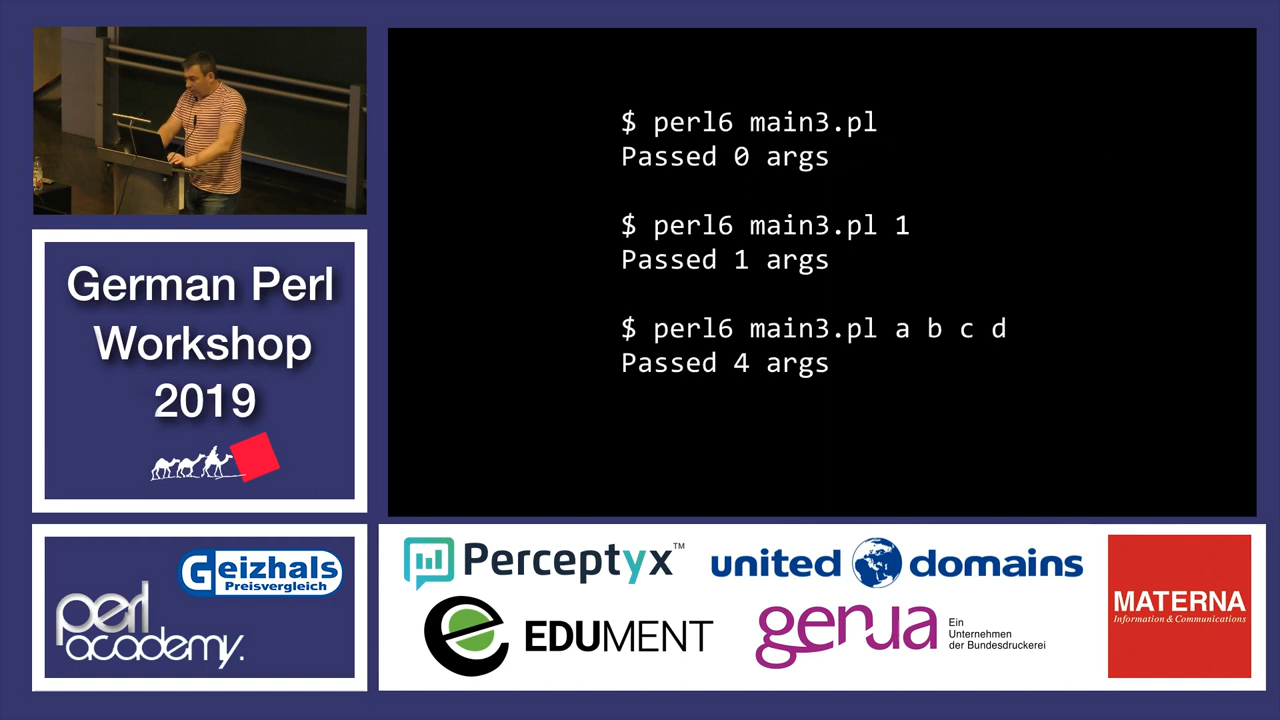 $ perl6 main3.pl
Passed 0 args
$ perl6 main3.pl 1
Passed 1 args
$ perl6 main3.pl a b c d
Passed 4 args
German Perl
Workshop
2019
Geizhals
Preisvergleich
perl
academy.
Perceptyx™
united domains
EDUMENT
genua
Ein
Unternehmen
der Bundesdruckerei
MATERNA
Information & Communications